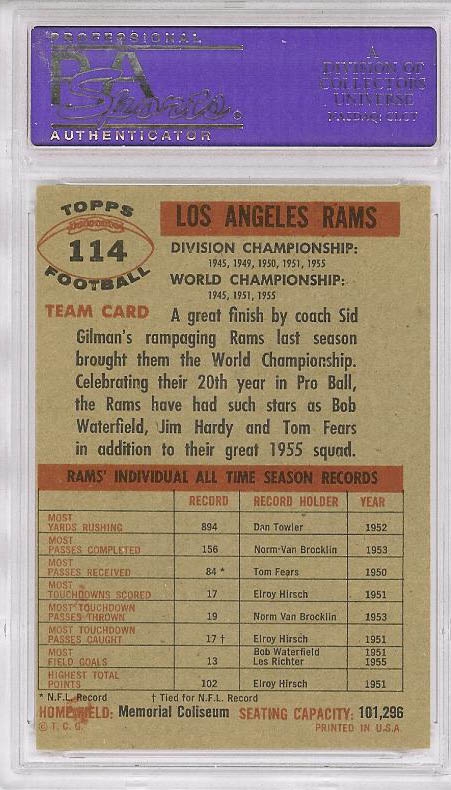 PROFESSIONAL
PSA
AUTHENTICATOR
A
DIVISION OF
COLLECTORS
UNIVERSE
NASDAQ: CLCT
TOPPS
114
FOOTBALL
LOS ANGELES RAMS
DIVISION CHAMPIONSHIP:
1945, 1949, 1950, 1951, 1955
WORLD CHAMPIONSHIP:
1945, 1951, 1955
TEAM CARD A great finish by coach Sid
Gilman's rampaging Rams last season
brought them the World Championship.
Celebrating their 20th year in Pro Ball,
the Rams have had such stars as Bob
Waterfield, Jim Hardy and Tom Fears
in addition to their great 1955 squad.
RAMS' INDIVIDUAL ALL TIME SEASON RECORDS
RECORD RECORD HOLDER YEAR
MOST
YARDS RUSHING 894 Dan Towler 1952
MOST
PASSES COMPLETED 156 Norm Van Brocklin 1953
MOST
PASSES RECEIVED 84 * Tom Fears 1950
MOST
TOUCHDOWNS SCORED 17 Elroy Hirsch 1951
MOST TOUCHDOWN
PASSES THROWN 19 Norm Van Brocklin 1953
MOST TOUCHDOWN
PASSES CAUGHT 17 † Elroy Hirsch 1951
MOST Bob Waterfield 1951
FIELD GOALS 13 Les Richter 1955
HIGHEST TOTAL
POINTS 102 Elroy Hirsch 1951
* N.F.L. Record † Tied for N.F.L. Record
HOME FIELD: Memorial Coliseum SEATING CAPACITY: 101,296
© T. C. G. PRINTED IN U.S.A.